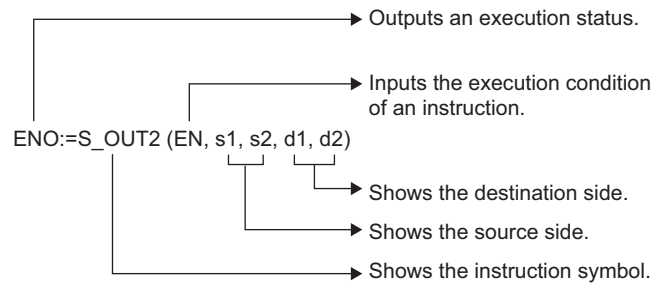 Outputs an execution status.
Inputs the execution condition
of an instruction.
ENO:=S_OUT2 (EN, s1, s2, d1, d2)
Shows the destination side.
Shows the source side.
Shows the instruction symbol.